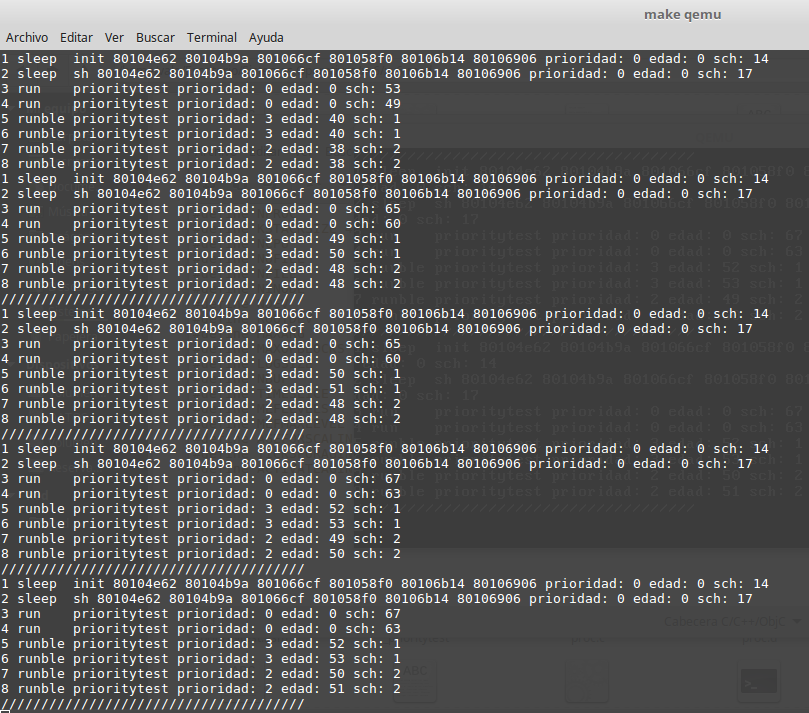 make qemu
Archivo Editar Ver Buscar Terminal Ayuda
1 sleep  init 80104e62 80104b9a 801066cf 801058f0 80106b14 80106906 prioridad: 0 edad: 0 sch: 14
2 sleep  sh 80104e62 80104b9a 801066cf 801058f0 80106b14 80106906 prioridad: 0 edad: 0 sch: 17
3 run    prioritytest prioridad: 0 edad: 0 sch: 53
4 run    prioritytest prioridad: 0 edad: 0 sch: 49
5 runble prioritytest prioridad: 3 edad: 40 sch: 1
6 runble prioritytest prioridad: 3 edad: 40 sch: 1
7 runble prioritytest prioridad: 2 edad: 38 sch: 2
8 runble prioritytest prioridad: 2 edad: 38 sch: 2
1 sleep  init 80104e62 80104b9a 801066cf 801058f0 80106b14 80106906 prioridad: 0 edad: 0 sch: 14
2 sleep  sh 80104e62 80104b9a 801066cf 801058f0 80106b14 80106906 prioridad: 0 edad: 0 sch: 17
3 run    prioritytest prioridad: 0 edad: 0 sch: 65
4 run    prioritytest prioridad: 0 edad: 0 sch: 60
5 runble prioritytest prioridad: 3 edad: 49 sch: 1
6 runble prioritytest prioridad: 3 edad: 50 sch: 1
7 runble prioritytest prioridad: 2 edad: 48 sch: 2
8 runble prioritytest prioridad: 2 edad: 48 sch: 2
//////////////////////////////////////
1 sleep  init 80104e62 80104b9a 801066cf 801058f0 80106b14 80106906 prioridad: 0 edad: 0 sch: 14
2 sleep  sh 80104e62 80104b9a 801066cf 801058f0 80106b14 80106906 prioridad: 0 edad: 0 sch: 17
3 run    prioritytest prioridad: 0 edad: 0 sch: 65
4 run    prioritytest prioridad: 0 edad: 0 sch: 60
5 runble prioritytest prioridad: 3 edad: 50 sch: 1
6 runble prioritytest prioridad: 3 edad: 51 sch: 1
7 runble prioritytest prioridad: 2 edad: 48 sch: 2
8 runble prioritytest prioridad: 2 edad: 48 sch: 2
//////////////////////////////////////
1 sleep  init 80104e62 80104b9a 801066cf 801058f0 80106b14 80106906 prioridad: 0 edad: 0 sch: 14
2 sleep  sh 80104e62 80104b9a 801066cf 801058f0 80106b14 80106906 prioridad: 0 edad: 0 sch: 17
3 run    prioritytest prioridad: 0 edad: 0 sch: 67
4 run    prioritytest prioridad: 0 edad: 0 sch: 63
5 runble prioritytest prioridad: 3 edad: 52 sch: 1
6 runble prioritytest prioridad: 3 edad: 53 sch: 1
7 runble prioritytest prioridad: 2 edad: 49 sch: 2
8 runble prioritytest prioridad: 2 edad: 50 sch: 2
//////////////////////////////////////
1 sleep  init 80104e62 80104b9a 801066cf 801058f0 80106b14 80106906 prioridad: 0 edad: 0 sch: 14
2 sleep  sh 80104e62 80104b9a 801066cf 801058f0 80106b14 80106906 prioridad: 0 edad: 0 sch: 17
3 run    prioritytest prioridad: 0 edad: 0 sch: 67
4 run    prioritytest prioridad: 0 edad: 0 sch: 63
5 runble prioritytest prioridad: 3 edad: 52 sch: 1
6 runble prioritytest prioridad: 3 edad: 53 sch: 1
7 runble prioritytest prioridad: 2 edad: 50 sch: 2
8 runble prioritytest prioridad: 2 edad: 51 sch: 2
//////////////////////////////////////